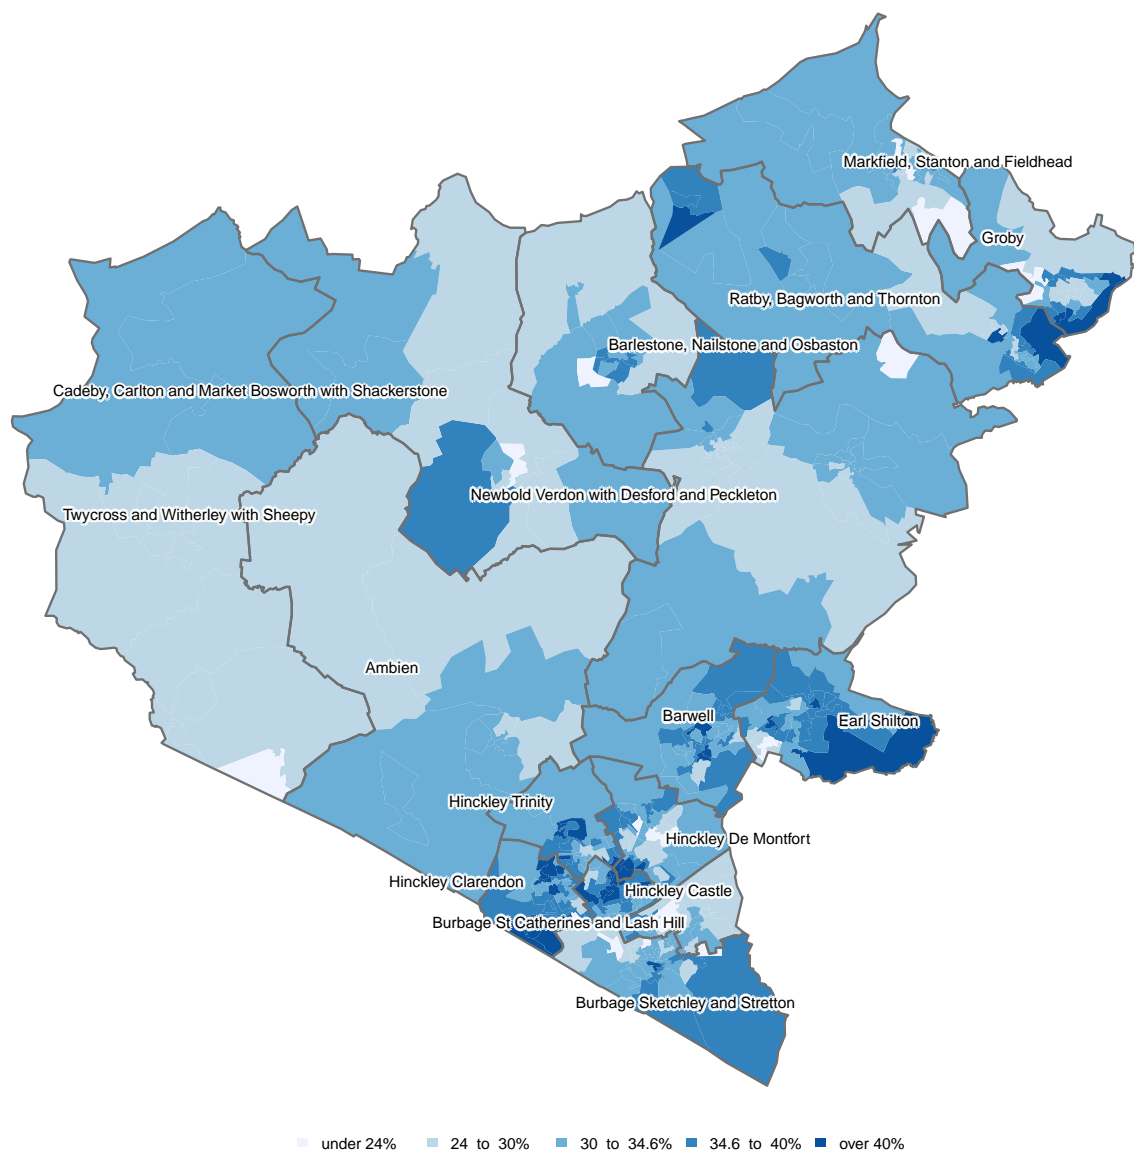 Markfield, Stanton and Fieldhead
Groby
Ratby, Bagworth and Thornton
Barlestone, Nailstone and Osbaston
Cadeby, Carlton and Market Bosworth with Shackerstone
Newbold Verdon with Desford and Peckleton
Twycross and Witherley with Sheepy
Ambien
Barwell
Earl Shilton
Hinckley Trinity
Hinckley De Montfort
Hinckley Clarendon
Hinckley Castle
Burbage St Catherines and Lash Hill
Burbage Sketchley and Stretton
under 24% 24 to 30% 30 to 34.6% 34.6 to 40% over 40%